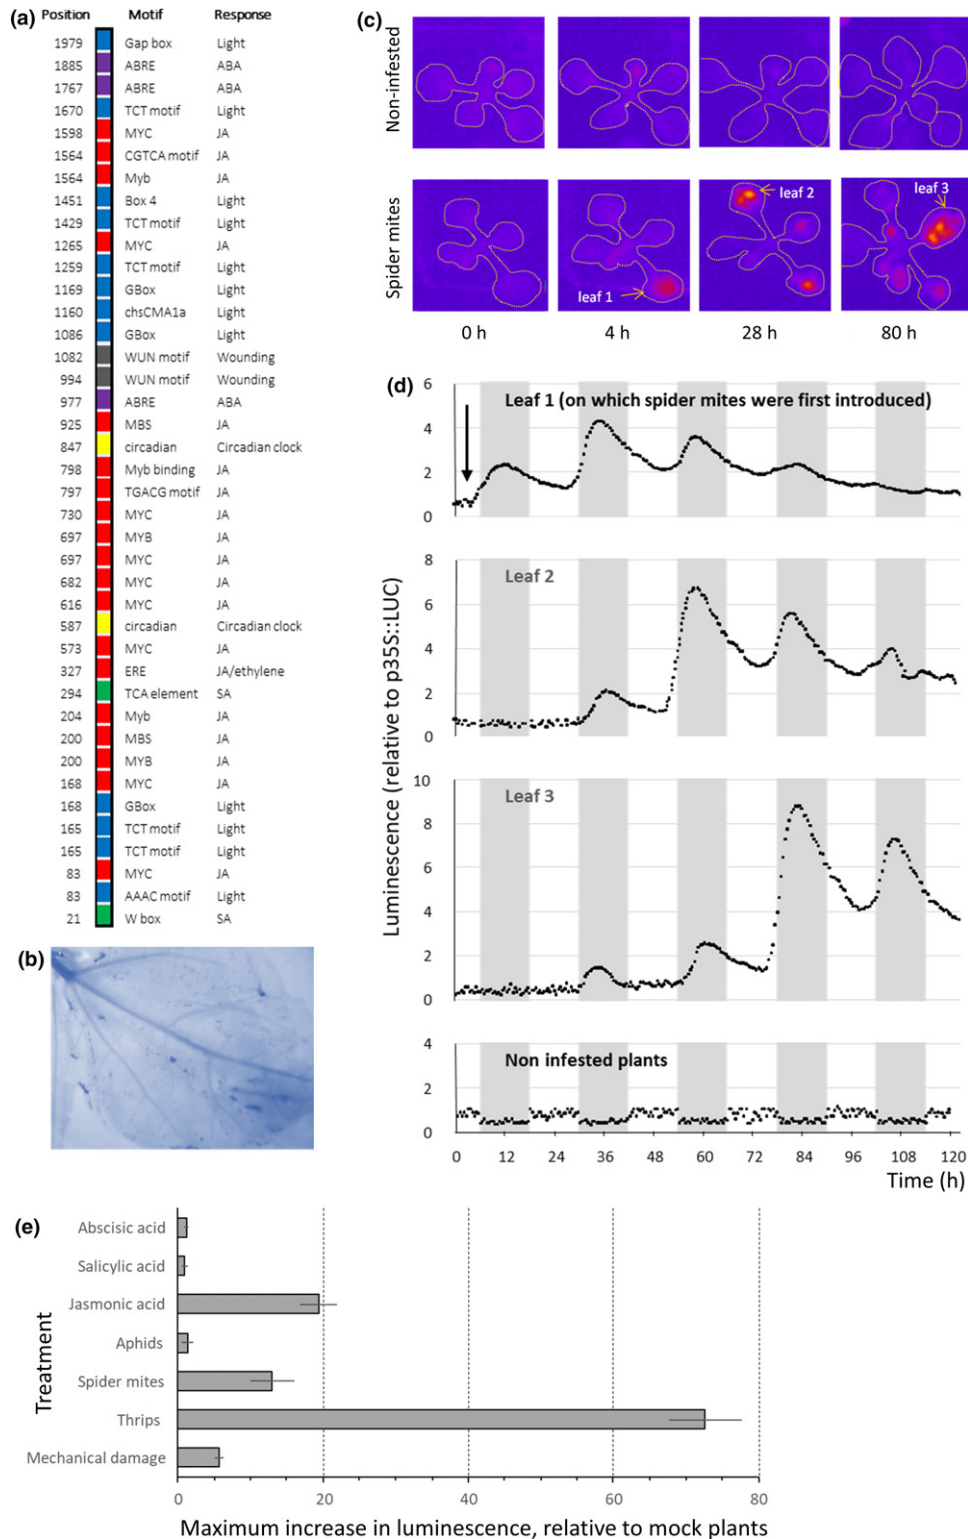 (a) Position Motif Response
1979 Gap box Light
1885 ABRE ABA
1767 ABRE ABA
1670 TCT motif Light
1598 MYC JA
1564 CGTCA motif JA
1564 Myb JA
1451 Box 4 Light
1429 TCT motif Light
1265 MYC JA
1259 TCT motif Light
1169 GBox Light
1160 chsCMA1a Light
1086 GBox Light
1082 WUN motif Wounding
994 WUN motif Wounding
977 ABRE ABA
925 MBS JA
847 circadian Circadian clock
798 Myb binding JA
797 TGACG motif JA
730 MYC JA
697 MYB JA
697 MYC JA
682 MYC JA
616 MYC JA
587 circadian Circadian clock
573 MYC JA
327 ERE JA/ethylene
294 TCA element SA
204 Myb JA
200 MBS JA
200 MYB JA
168 MYC JA
168 GBox Light
165 TCT motif Light
165 TCT motif Light
83 MYC JA
83 AAAC motif Light
21 W box SA
(b)
(c)
Non-infested
Spider mites
leaf 1
leaf 2
leaf 3
0 h 4 h 28 h 80 h
(d)
Luminescence (relative to p35S::LUC)
Leaf 1 (on which spider mites were first introduced)
6
4
2
0
Leaf 2
8
6
4
2
0
Leaf 3
10
8
6
4
2
0
Non infested plants
4
2
0
0 12 24 36 48 60 72 84 96 108 120
Time (h)
(e)
Treatment
Abscisic acid
Salicylic acid
Jasmonic acid
Aphids
Spider mites
Thrips
Mechanical damage
0 20 40 60 80
Maximum increase in luminescence, relative to mock plants